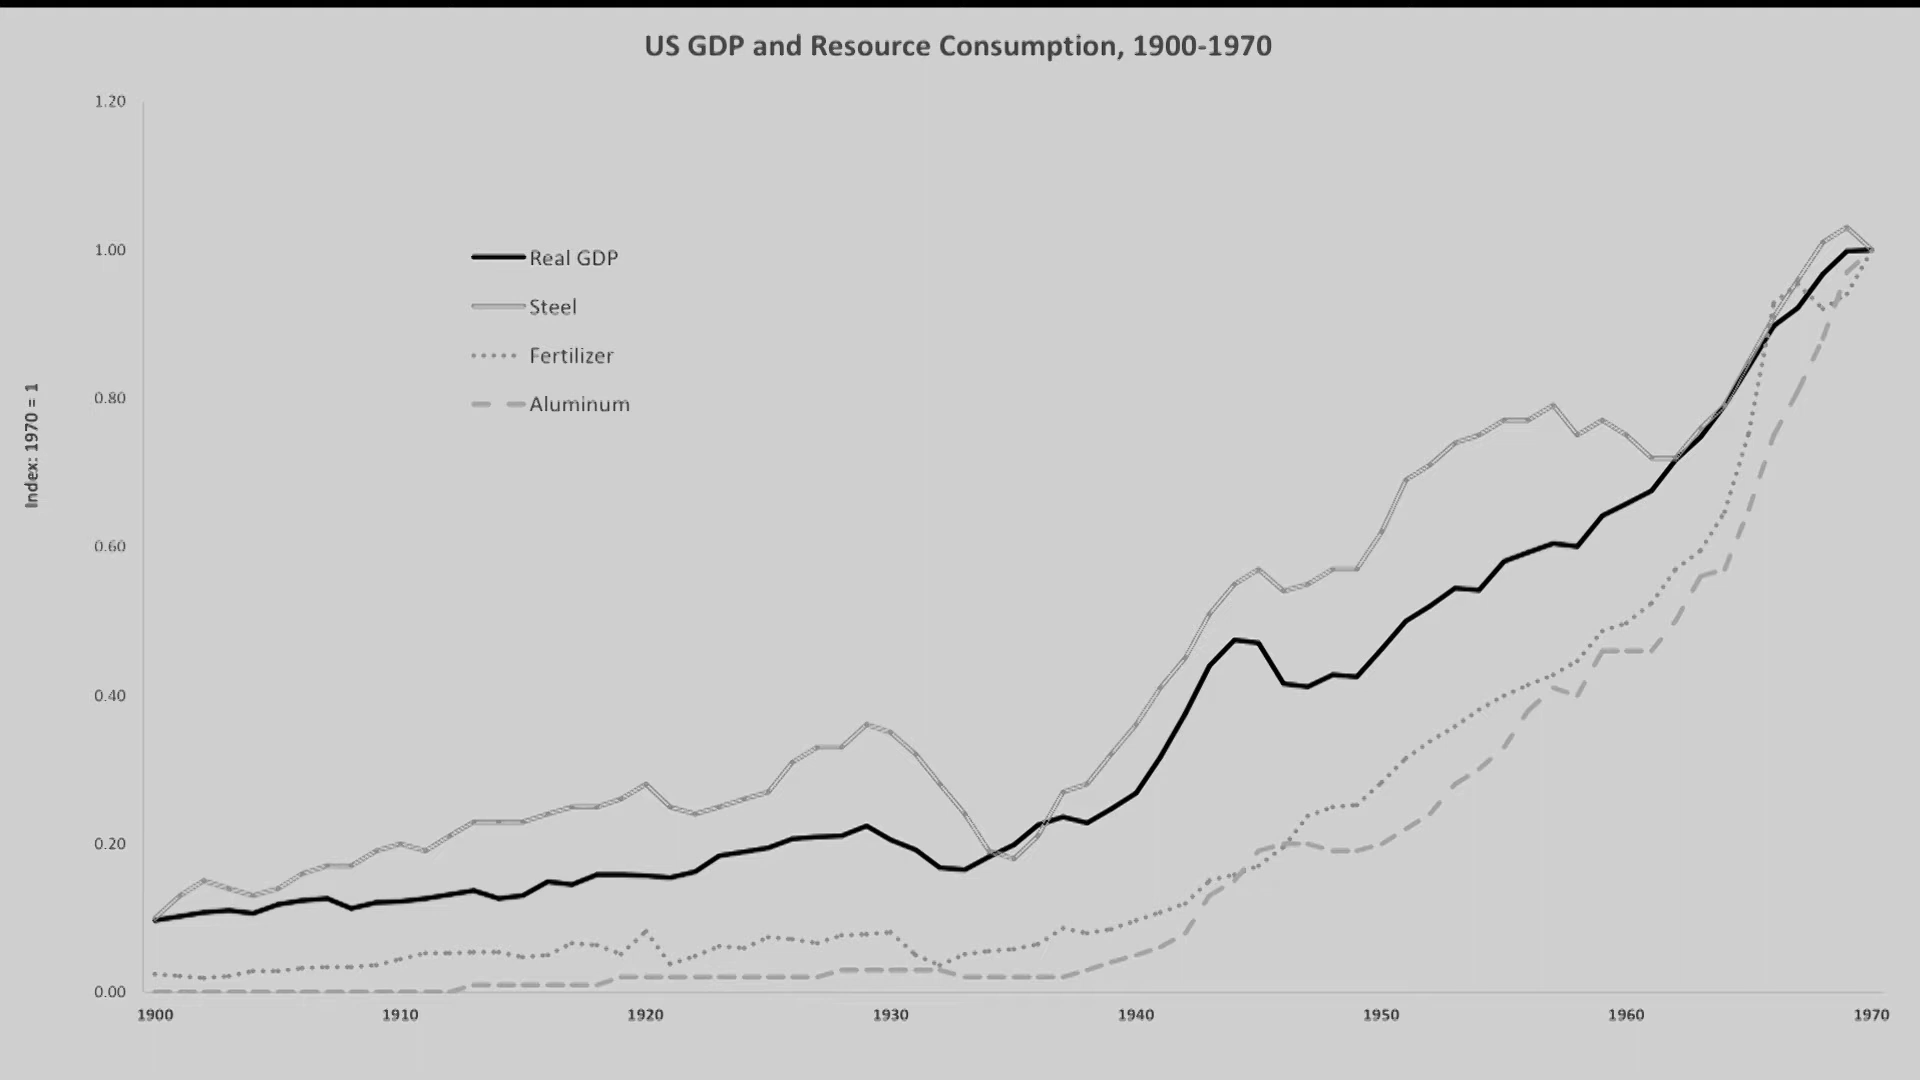 US GDP and Resource Consumption, 1900-1970
1.20
1.00
0.80
0.60
0.40
0.20
0.00
Index: 1970 = 1
Real GDP
Steel
Fertilizer
Aluminum
1900 1910 1920 1930 1940 1950 1960 1970